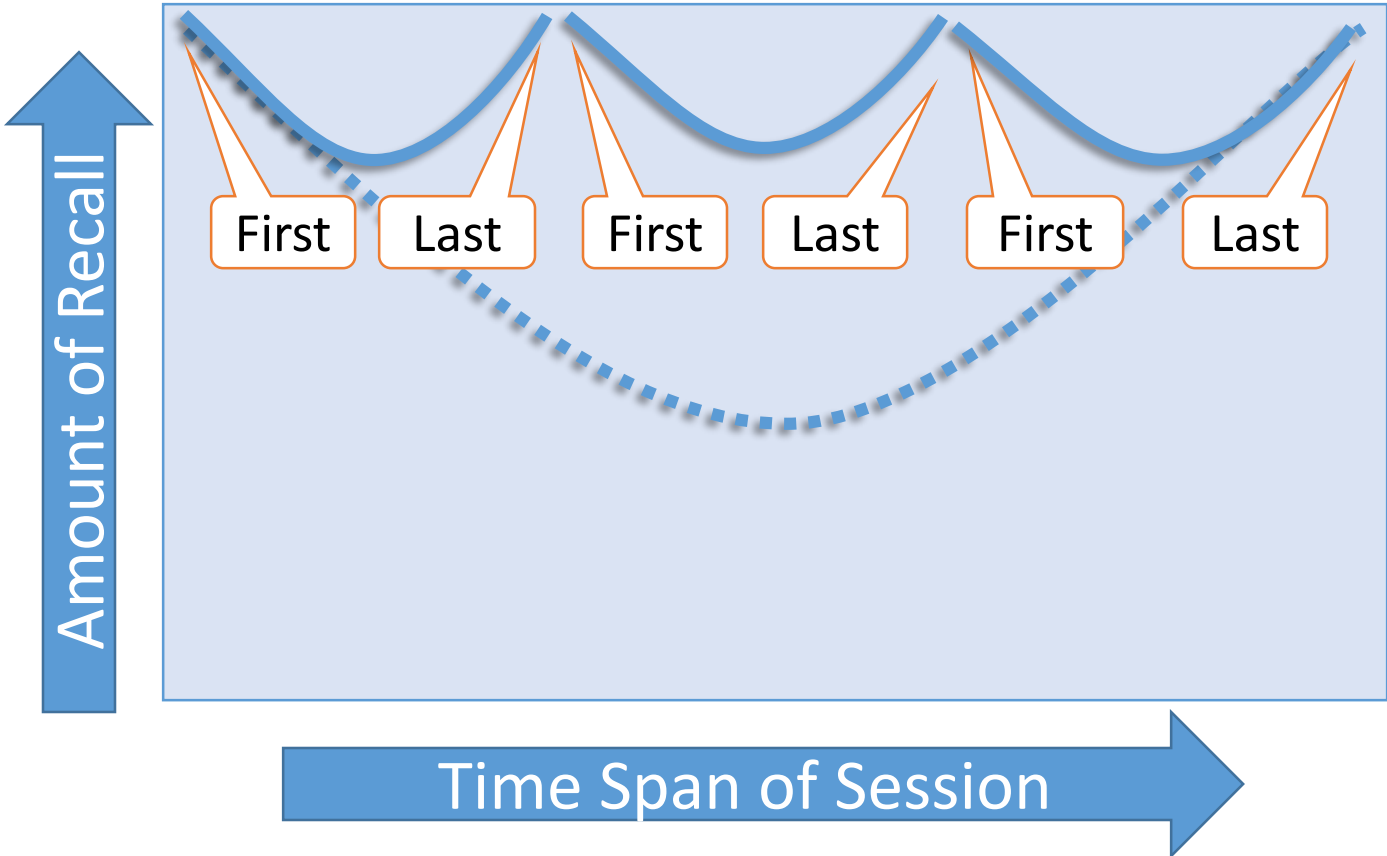 Amount of Recall
First
Last
First
Last
First
Last
Time Span of Session